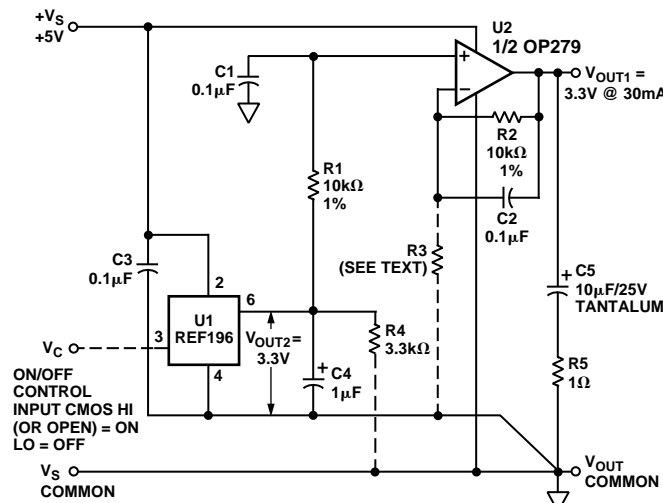 +VS
+5V
U2
1/2 OP279
C1
0.1µF
+
−
VOUT1 =
3.3V @ 30mA
R2
10kΩ
1%
R1
10kΩ
1%
C2
0.1µF
C3
0.1µF
R3
(SEE TEXT)
+ C5
10µF/25V
TANTALUM
2
U1
REF196
6
3
4
VOUT2 =
3.3V
R4
3.3kΩ
+
C4
1µF
R5
1Ω
VC
ON/OFF
CONTROL
INPUT CMOS HI
(OR OPEN) = ON
LO = OFF
VS
COMMON
VOUT
COMMON